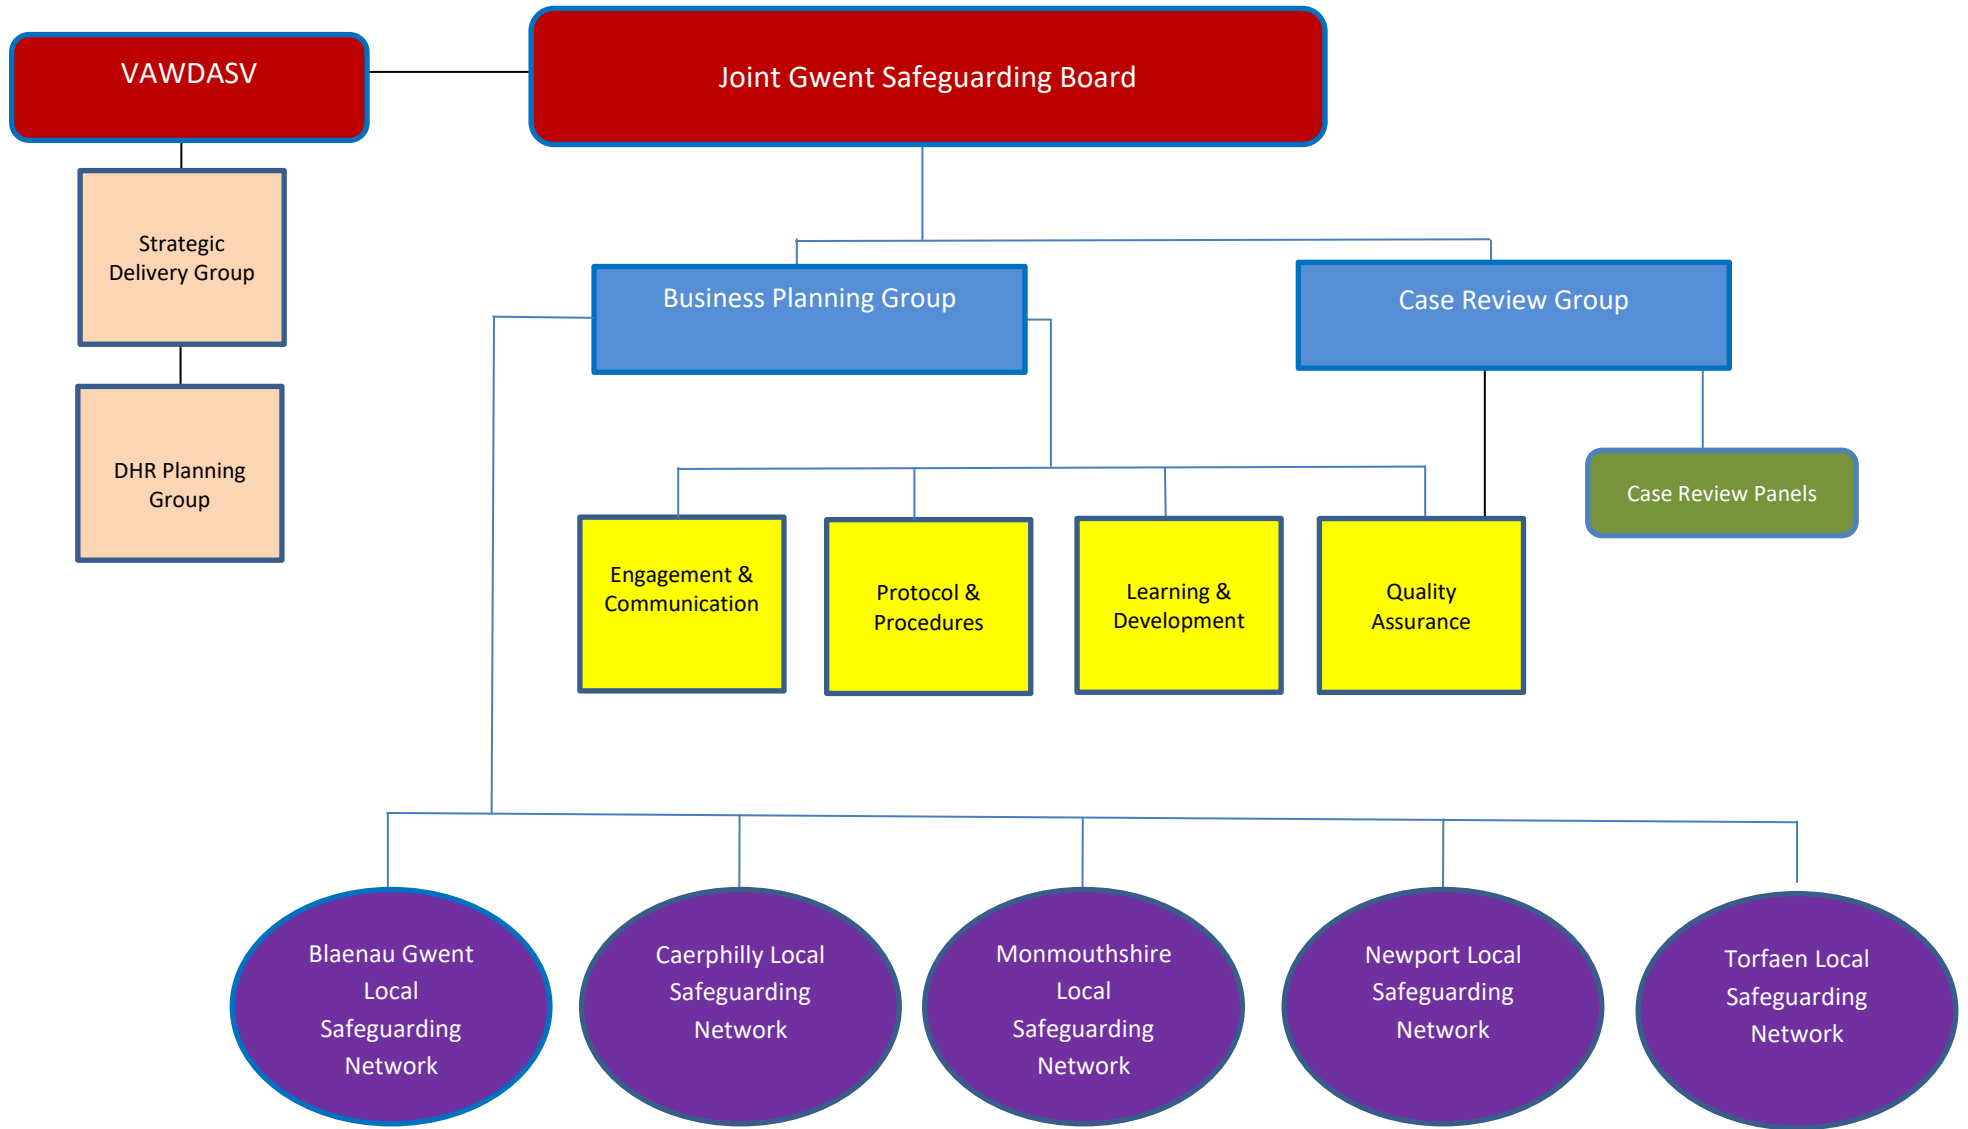 VAWDASV
Joint Gwent Safeguarding Board
Strategic
Delivery Group
Business Planning Group
Case Review Group
DHR Planning
Group
Case Review Panels
Engagement &
Communication
Protocol &
Procedures
Learning &
Development
Quality
Assurance
Blaenau Gwent
Local
Safeguarding
Network
Caerphilly Local
Safeguarding
Network
Monmouthshire
Local
Safeguarding
Network
Newport Local
Safeguarding
Network
Torfaen Local
Safeguarding
Network